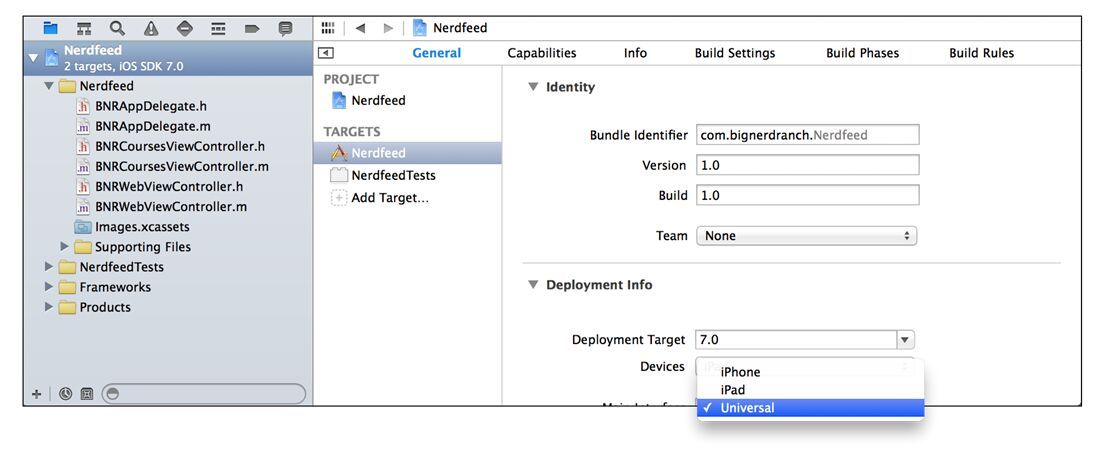 Nerdfeed
Nerdfeed
2 targets, iOS SDK 7.0
General Capabilities Info Build Settings Build Phases Build Rules
Nerdfeed
BNRAppDelegate.h
BNRAppDelegate.m
BNRCoursesViewController.h
BNRCoursesViewController.m
BNRWebViewController.h
BNRWebViewController.m
Images.xcassets
Supporting Files
NerdfeedTests
Frameworks
Products
PROJECT
Nerdfeed
TARGETS
Nerdfeed
NerdfeedTests
Add Target...
Identity
Bundle Identifier com.bignerdranch.Nerdfeed
Version 1.0
Build 1.0
Team None
Deployment Info
Deployment Target 7.0
Devices
iPhone
iPad
Universal